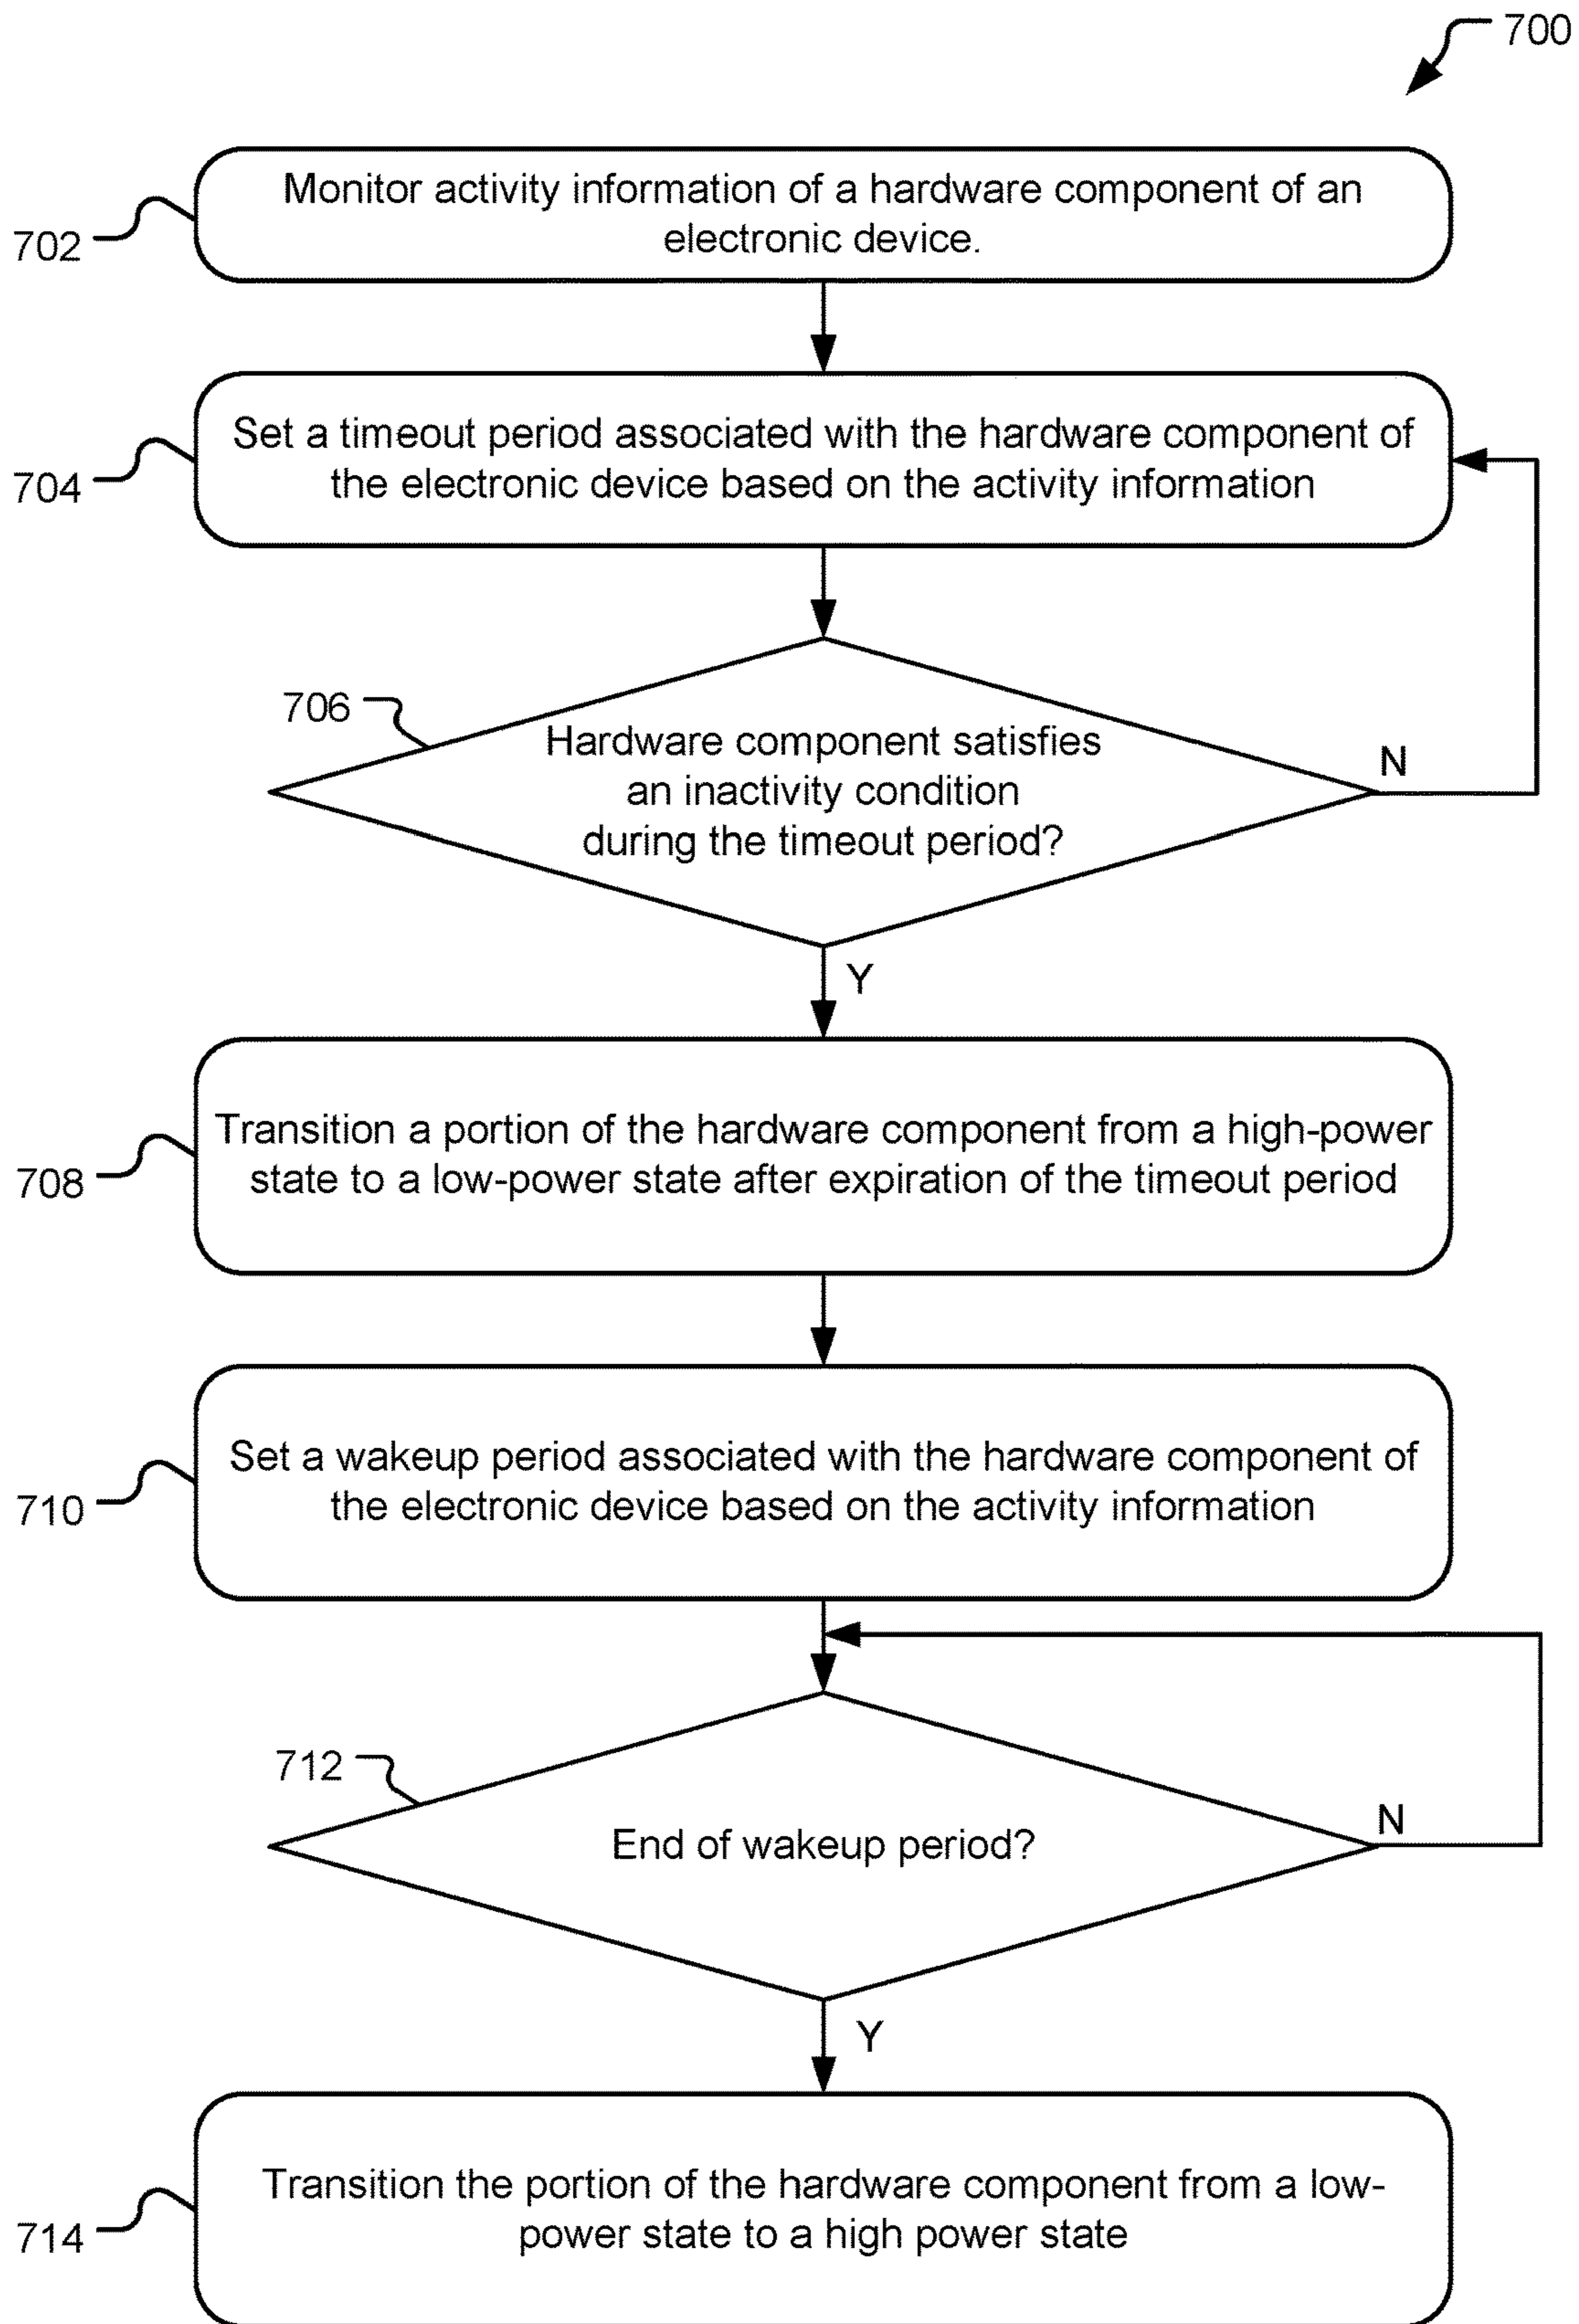 700
702
Monitor activity information of a hardware component of an
electronic device.
704
Set a timeout period associated with the hardware component of
the electronic device based on the activity information
706
Hardware component satisfies
an inactivity condition
during the timeout period?
N
Y
708
Transition a portion of the hardware component from a high-power
state to a low-power state after expiration of the timeout period
710
Set a wakeup period associated with the hardware component of
the electronic device based on the activity information
712
End of wakeup period?
N
Y
714
Transition the portion of the hardware component from a low-
power state to a high power state